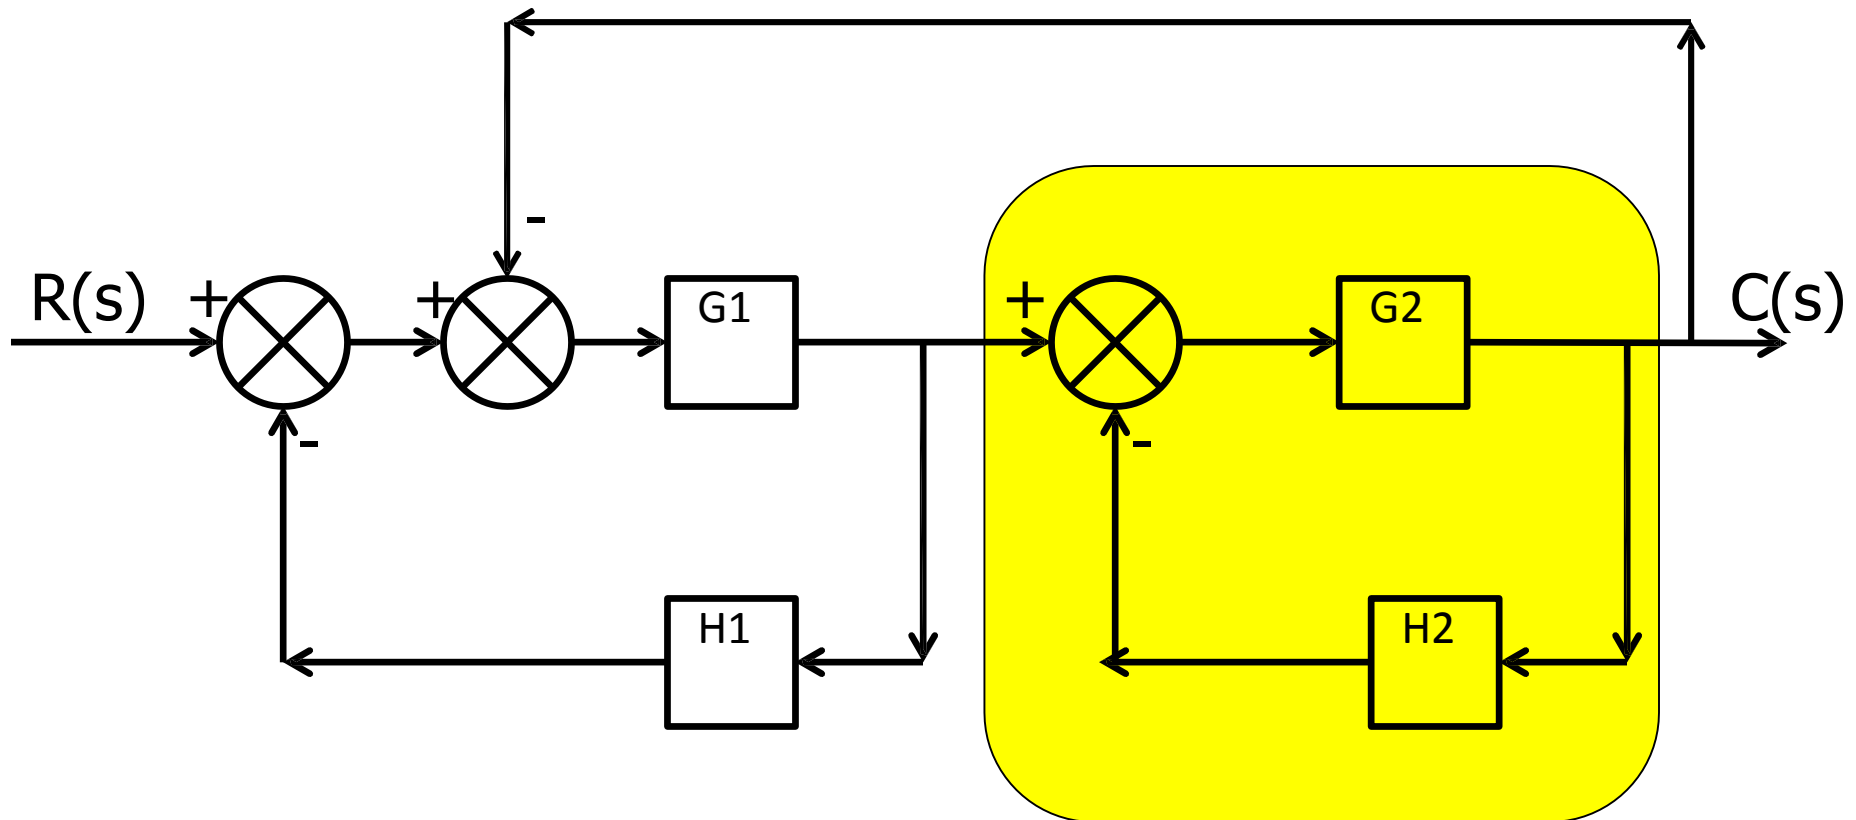 -
R(s) + + G1 + G2 C(s)
- -
H1 H2